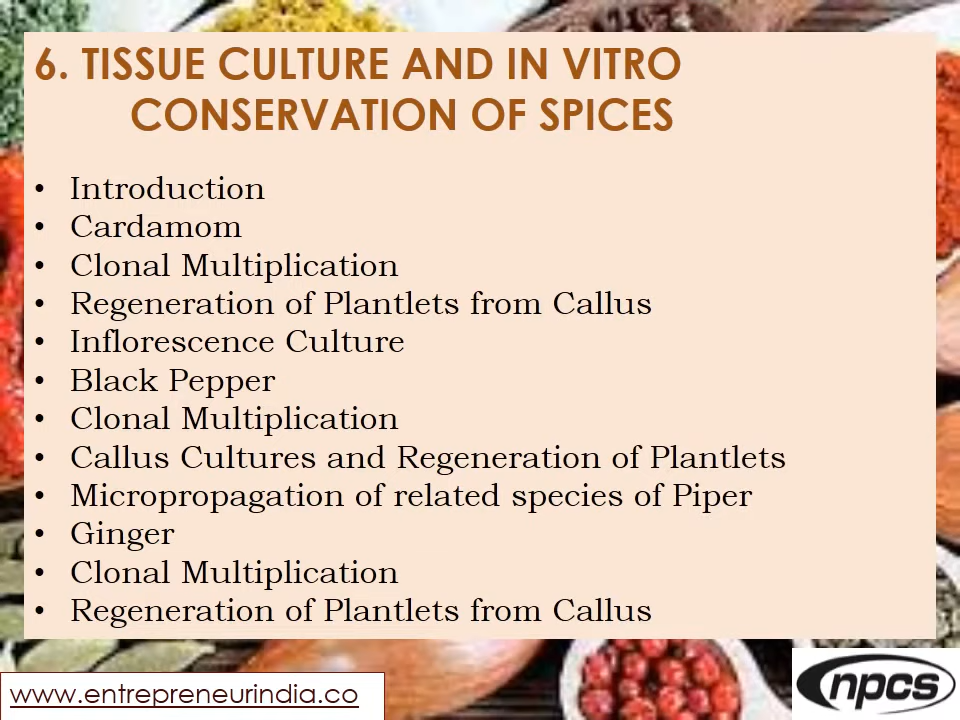 6. TISSUE CULTURE AND IN VITRO
CONSERVATION OF SPICES
• Introduction
• Cardamom
• Clonal Multiplication
• Regeneration of Plantlets from Callus
• Inflorescence Culture
• Black Pepper
• Clonal Multiplication
• Callus Cultures and Regeneration of Plantlets
• Micropropagation of related species of Piper
• Ginger
• Clonal Multiplication
• Regeneration of Plantlets from Callus
www.entrepreneurindia.co
npcs